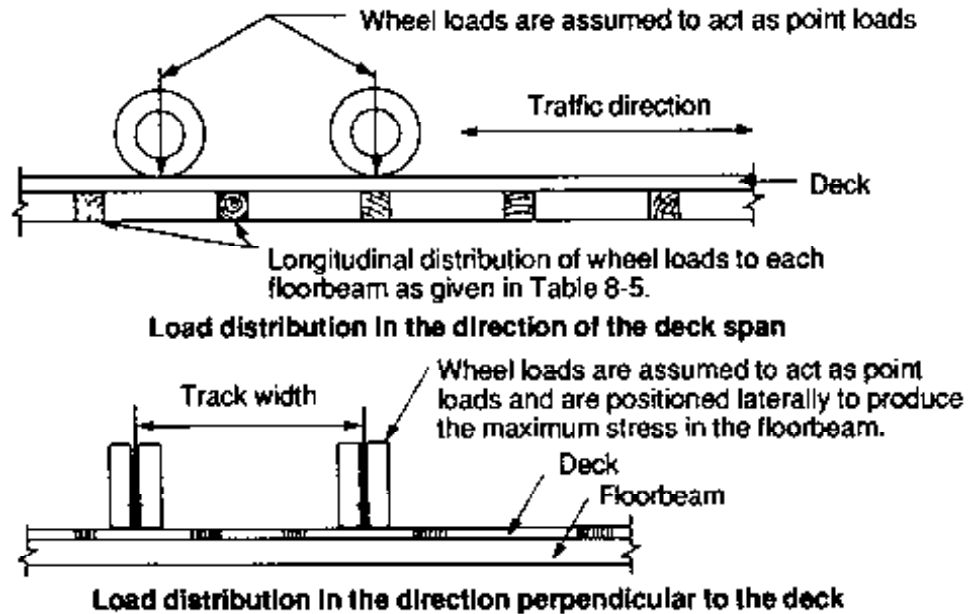 Wheel loads are assumed to act as point loads
Traffic direction
Deck
Longitudinal distribution of wheel loads to each
floorbeam as given in Table 8-5.
Load distribution in the direction of the deck span
Wheel loads are assumed to act as point
loads and are positioned laterally to produce
the maximum stress in the floorbeam.
Track width
Deck
Floorbeam
Load distribution in the direction perpendicular to the deck